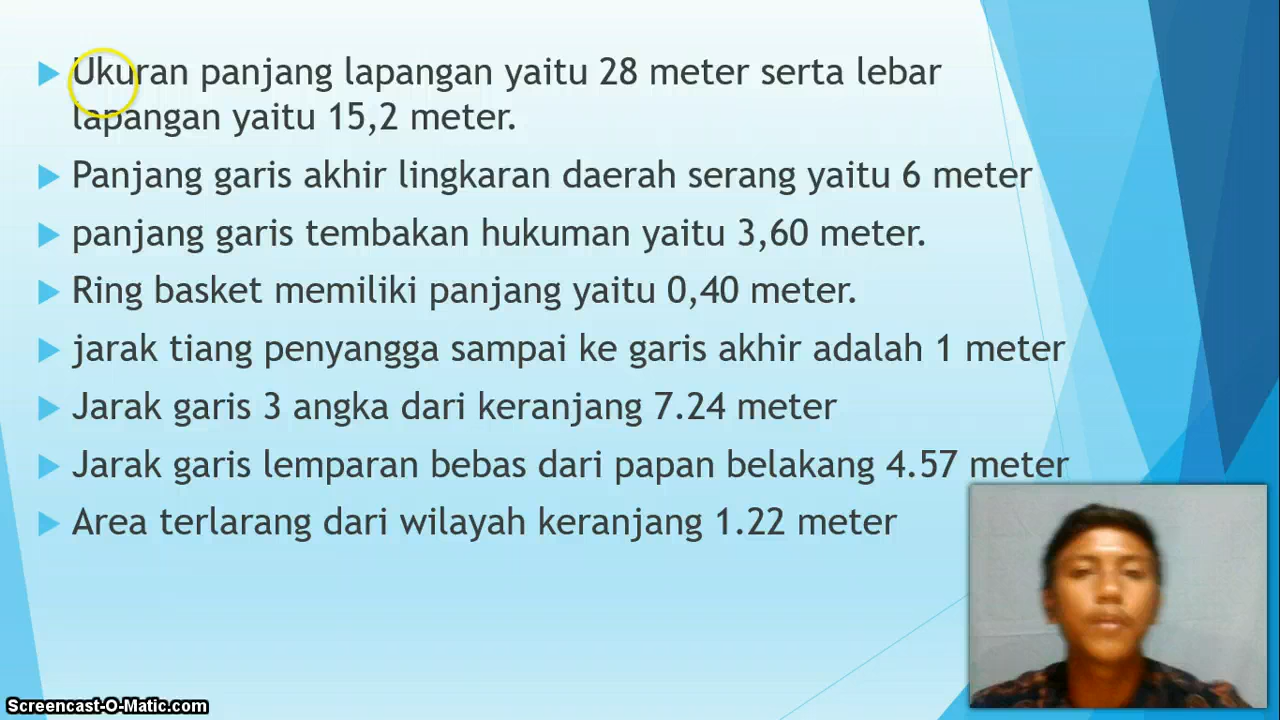 Ukuran panjang lapangan yaitu 28 meter serta lebar
lapangan yaitu 15,2 meter.
Panjang garis akhir lingkaran daerah serang yaitu 6 meter
panjang garis tembakan hukuman yaitu 3,60 meter.
Ring basket memiliki panjang yaitu 0,40 meter.
jarak tiang penyangga sampai ke garis akhir adalah 1 meter
Jarak garis 3 angka dari keranjang 7.24 meter
Jarak garis lemparan bebas dari papan belakang 4.57 meter
Area terlarang dari wilayah keranjang 1.22 meter
Screencast-O-Matic.com